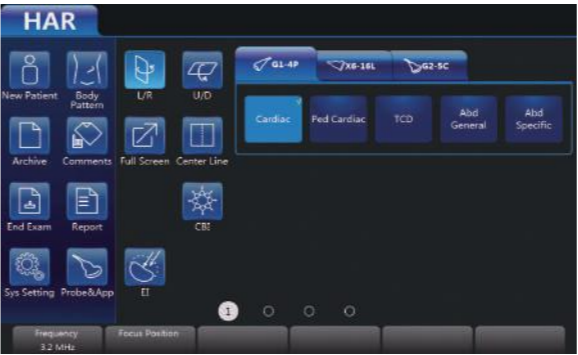 HAR
G1-4P
X6-16L
G2-5C
New Patient
Body
Pattern
L/R
U/D
Cardiac
Ped Cardiac
TCD
Abd
General
Abd
Specific
Archive
Comments
Full Screen
Center Line
End Exam
Report
CBI
Sys Setting
Probe&App
EI
1
Frequency
3.2 MHz
Focus Position